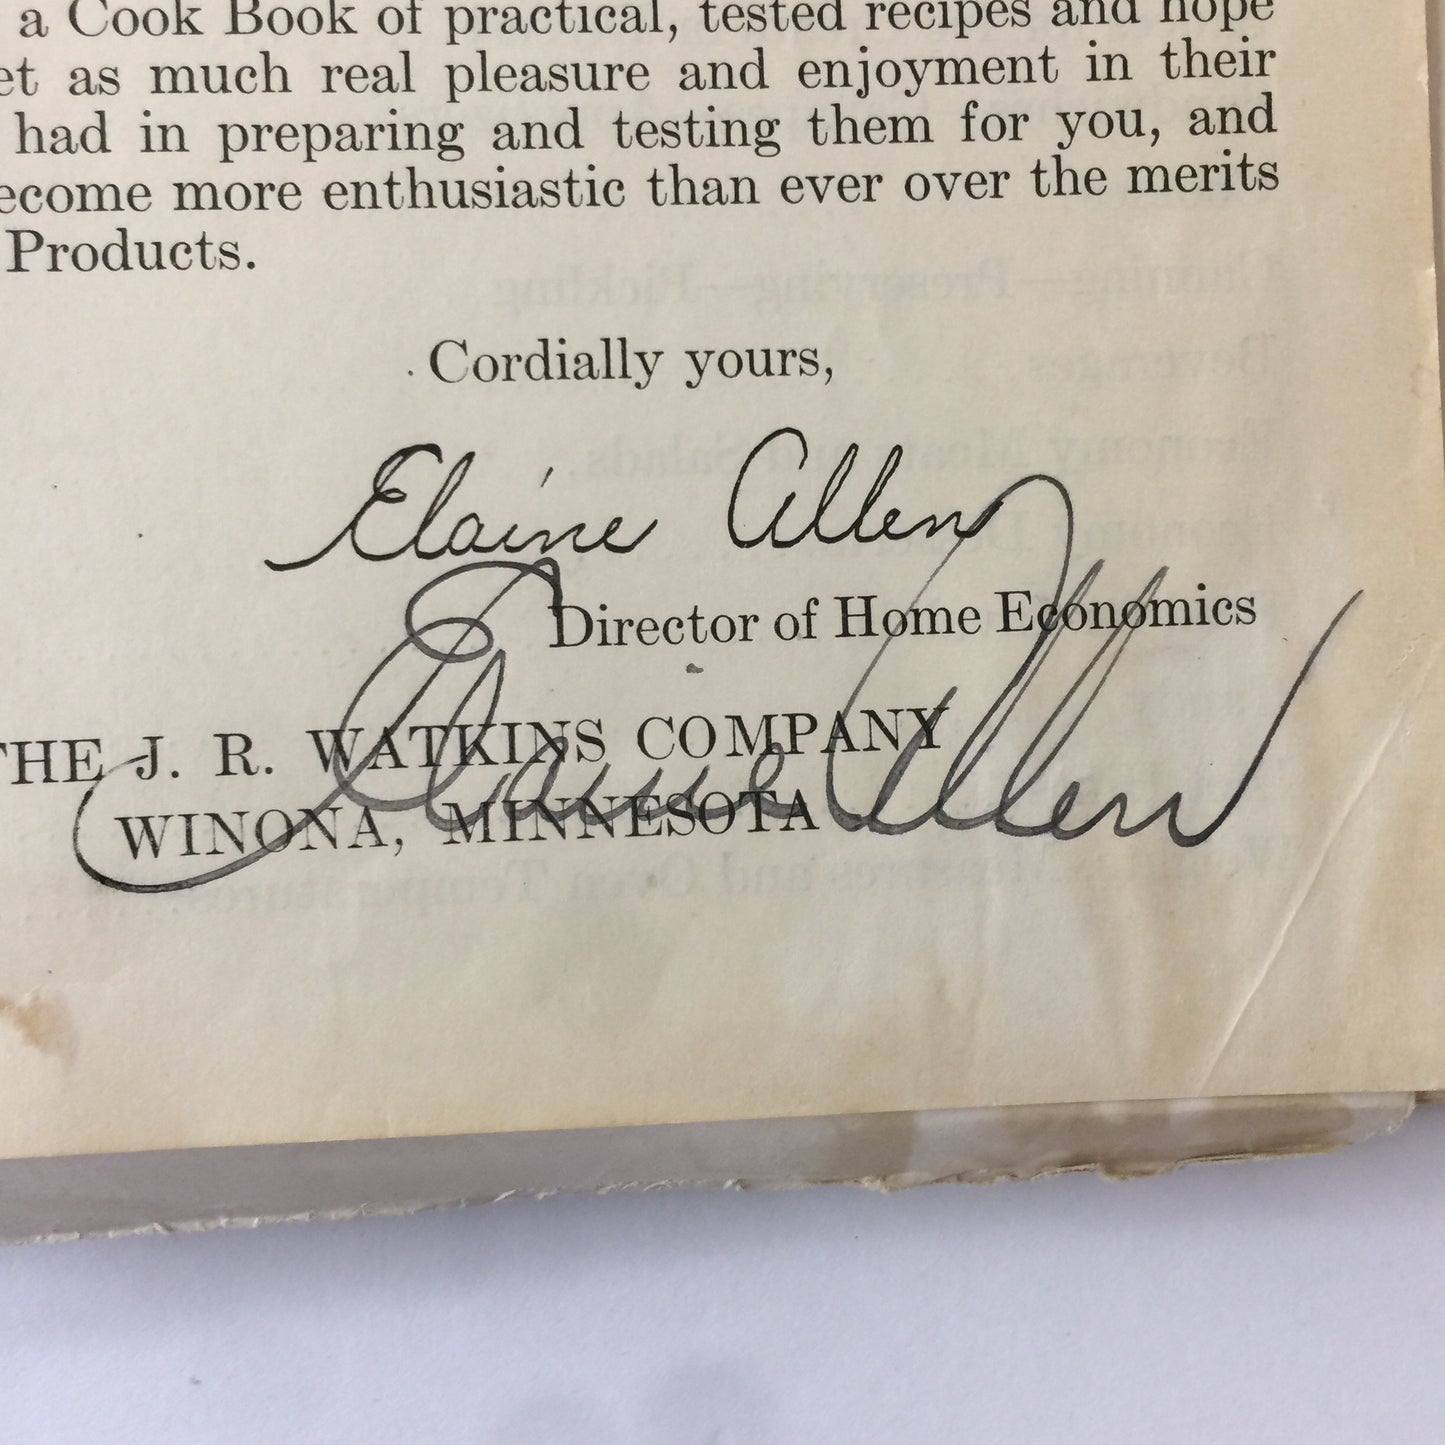 a Cook Book of practical, tested recipes and hope
et as much real pleasure and enjoyment in their
had in preparing and testing them for you, and
ecome more enthusiastic than ever over the merits
Products.
Cordially yours,
Elaine Allen
Director of Home Economics
THE J. R. WATKINS COMPANY
WINONA, MINNESOTA
Elaine Allen